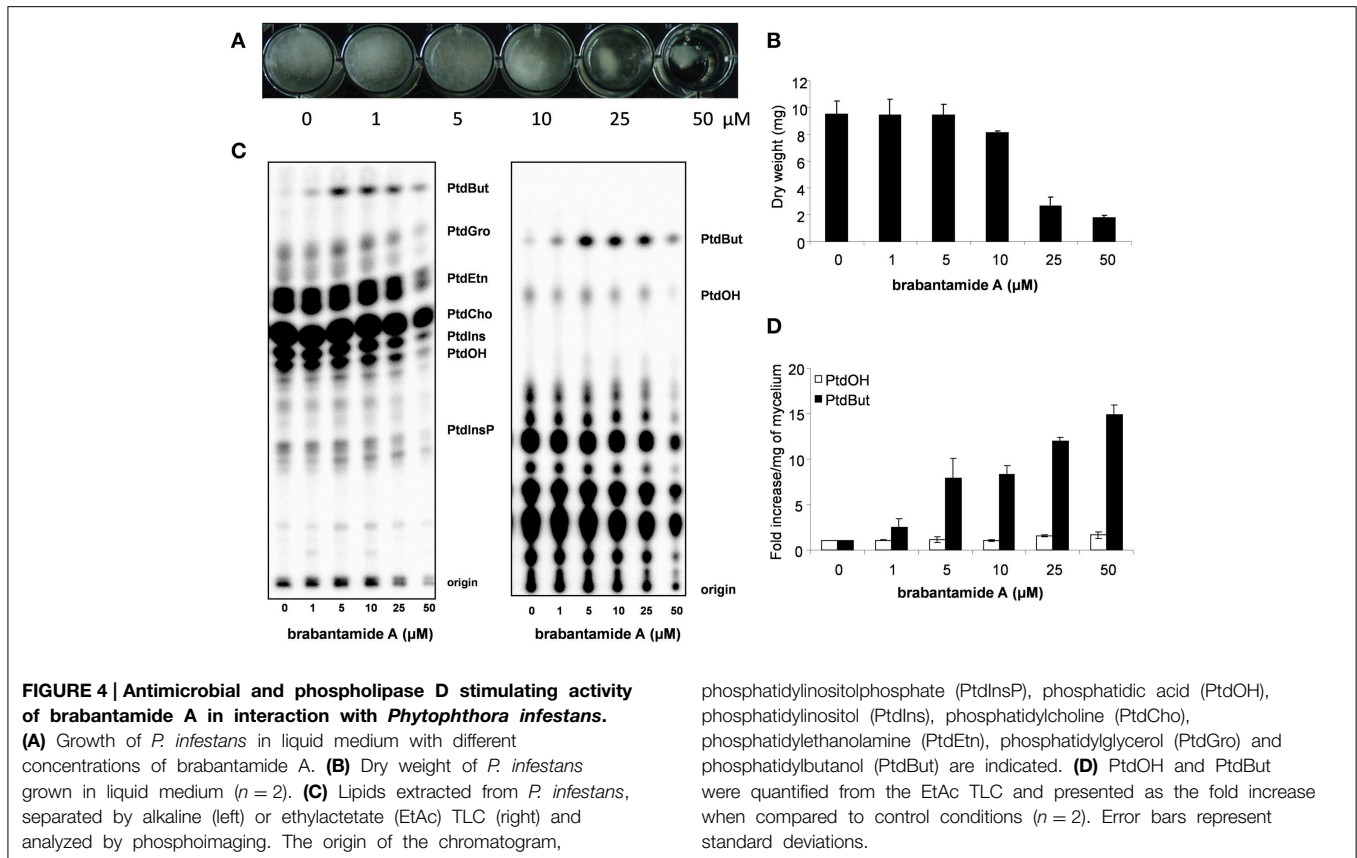 A
0 1 5 10 25 50 µM
B
12
10
8
6
4
2
0
Dry weight (mg)
0 1 5 10 25 50
brabantamide A (µM)
C
PtdBut
PtdGro
PtdEtn
PtdCho
PtdIns
PtdOH
PtdInsP
origin
0 1 5 10 25 50
brabantamide A (µM)
PtdBut
PtdOH
origin
0 1 5 10 25 50
brabantamide A (µM)
D
20
15
10
5
0
Fold increase/mg of mycelium
PtdOH
PtdBut
0 1 5 10 25 50
brabantamide A (µM)
FIGURE 4 | Antimicrobial and phospholipase D stimulating activity
of brabantamide A in interaction with Phytophthora infestans.
(A) Growth of P. infestans in liquid medium with different
concentrations of brabantamide A. (B) Dry weight of P. infestans
grown in liquid medium (n = 2). (C) Lipids extracted from P. infestans,
separated by alkaline (left) or ethylactetate (EtAc) TLC (right) and
analyzed by phosphoimaging. The origin of the chromatogram,
phosphatidylinositolphosphate (PtdInsP), phosphatidic acid (PtdOH),
phosphatidylinositol (PtdIns), phosphatidylcholine (PtdCho),
phosphatidylethanolamine (PtdEtn), phosphatidylglycerol (PtdGro) and
phosphatidylbutanol (PtdBut) are indicated. (D) PtdOH and PtdBut
were quantified from the EtAc TLC and presented as the fold increase
when compared to control conditions (n = 2). Error bars represent
standard deviations.